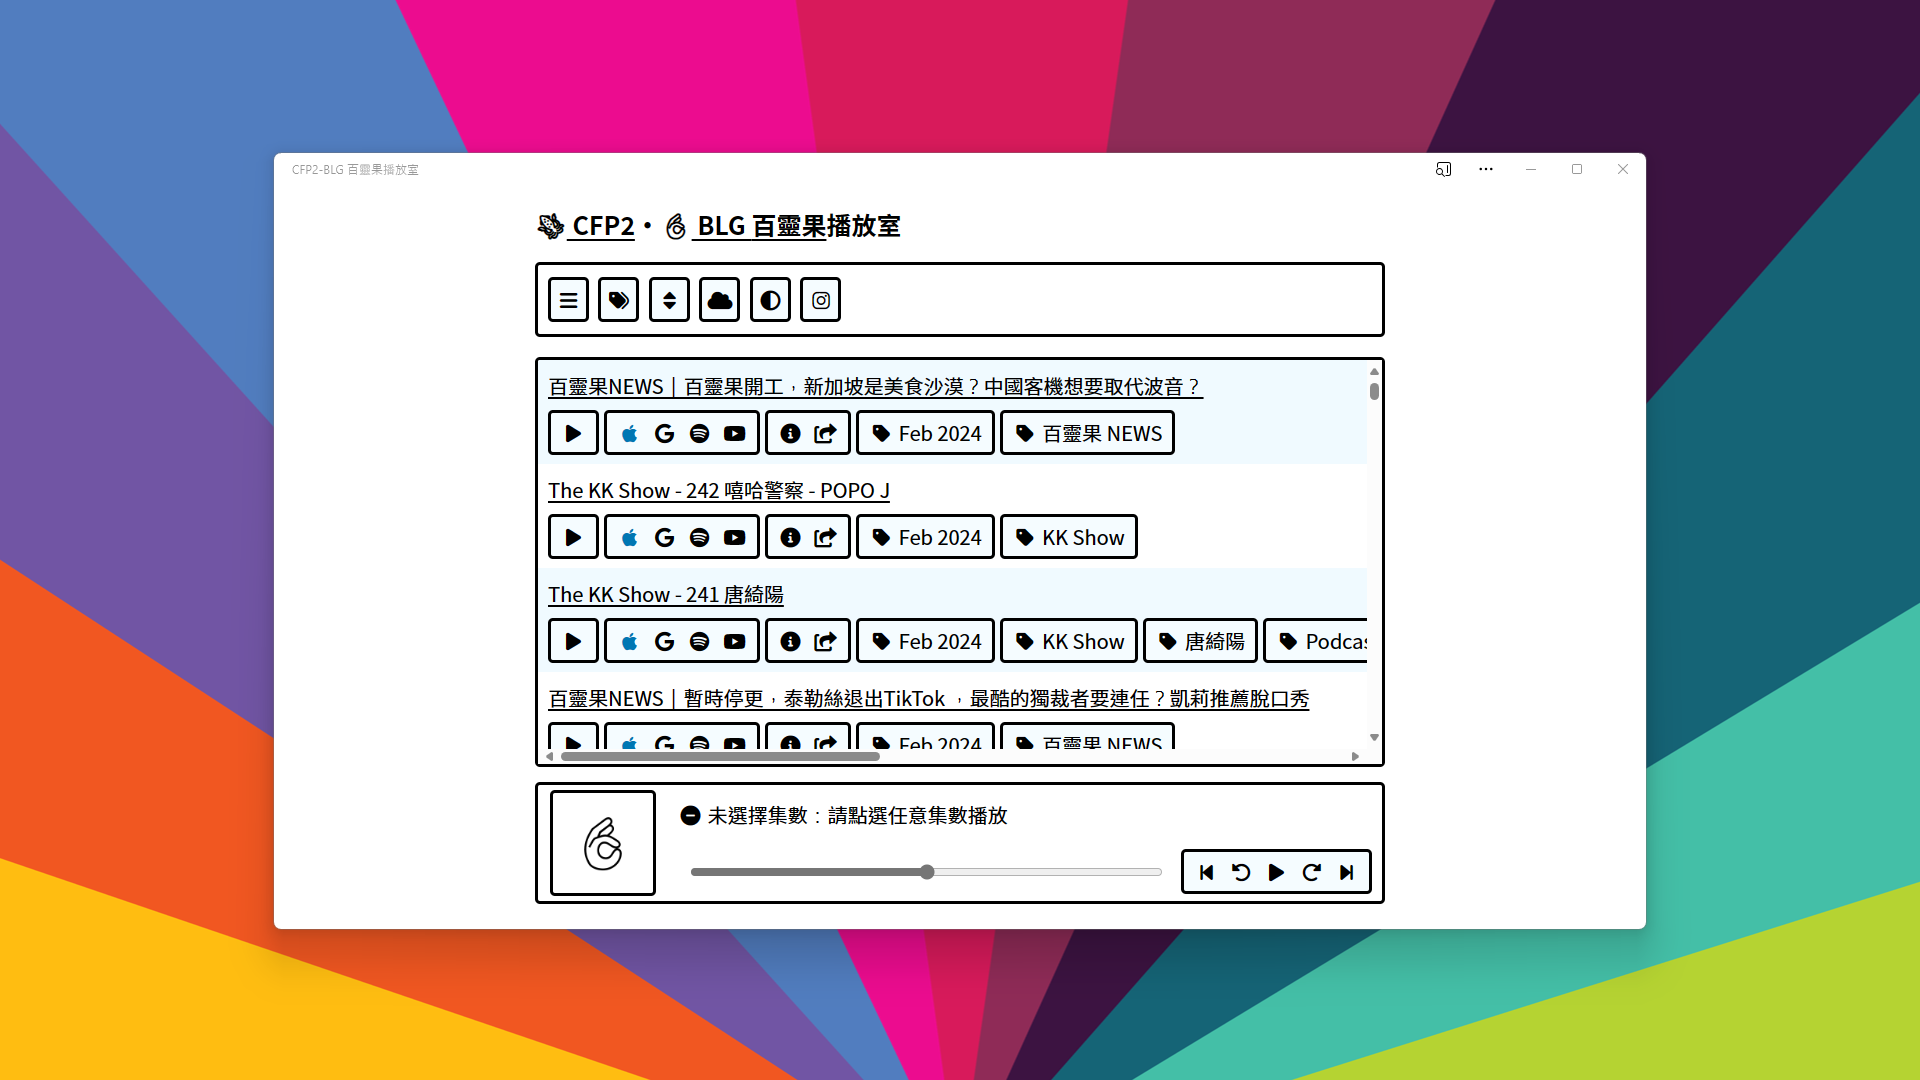 CFP2-BLG 百靈果播放室
CFP2・ BLG 百靈果播放室
百靈果NEWS｜百靈果開工，新加坡是美食沙漠？中國客機想要取代波音？
Feb 2024 百靈果 NEWS
The KK Show - 242 嘻哈警察 - POPO J
Feb 2024 KK Show
The KK Show - 241 唐綺陽
Feb 2024 KK Show 唐綺陽 Podcas
百靈果NEWS｜暫時停更，泰勒絲退出TikTok ，最酷的獨裁者要連任？凱莉推薦脫口秀
Feb 2024 百靈果 NEWS
未選擇集數：請點選任意集數播放